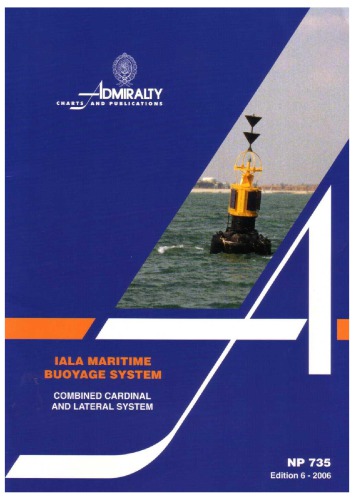 ADMIRALTY
CHARTS AND PUBLICATIONS
IALA MARITIME
BUOYAGE SYSTEM
COMBINED CARDINAL
AND LATERAL SYSTEM
NP 735
Edition 6 - 2006